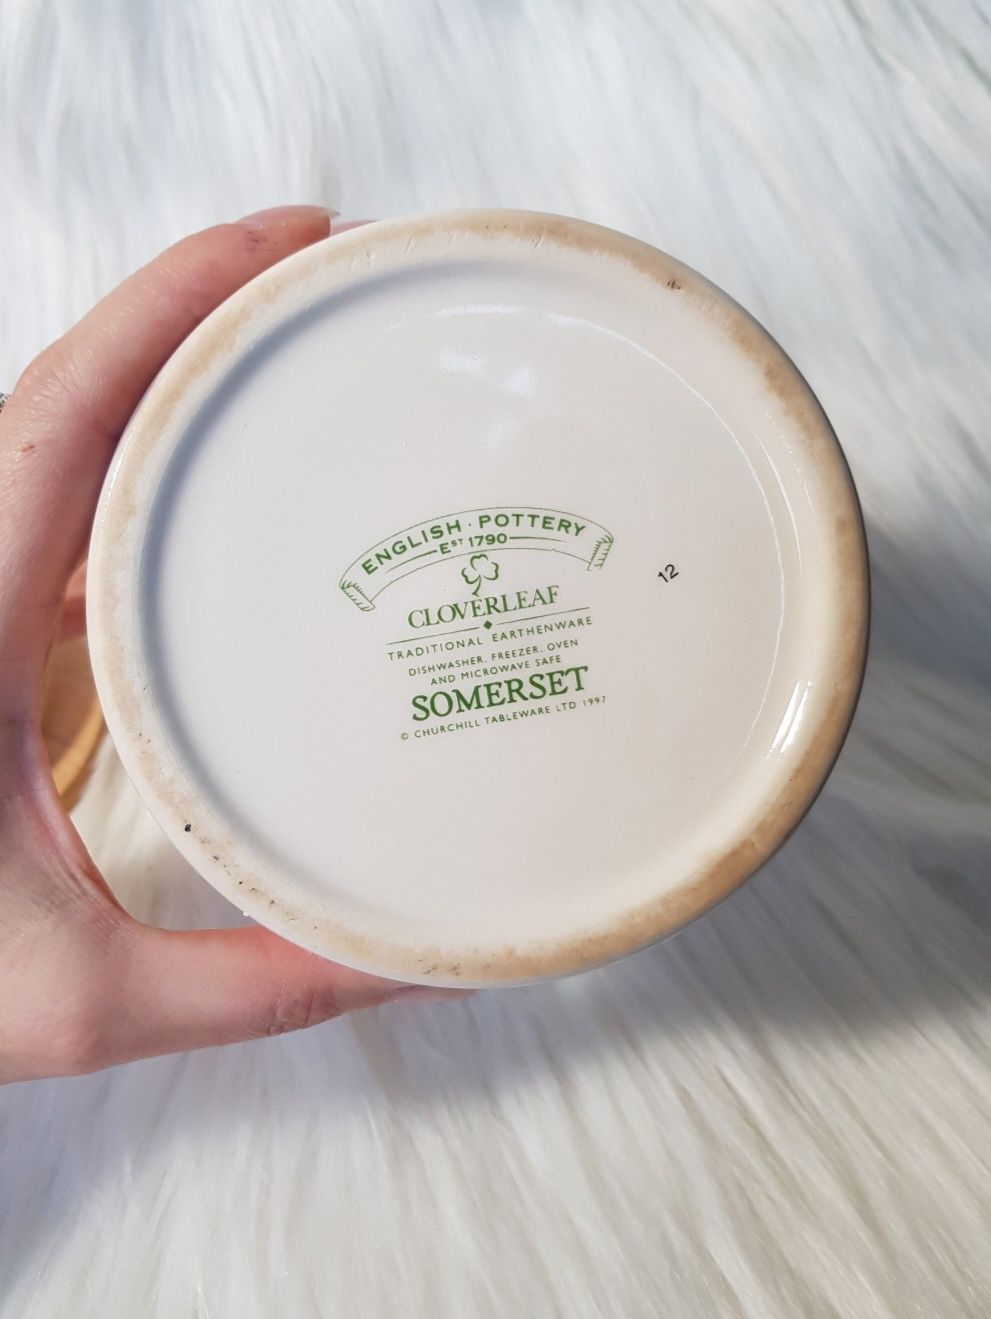 ENGLISH · POTTERY
EST 1790
CLOVERLEAF
TRADITIONAL EARTHENWARE
DISHWASHER, FREEZER, OVEN
AND MICROWAVE SAFE
SOMERSET
© CHURCHILL TABLEWARE LTD 1997
12